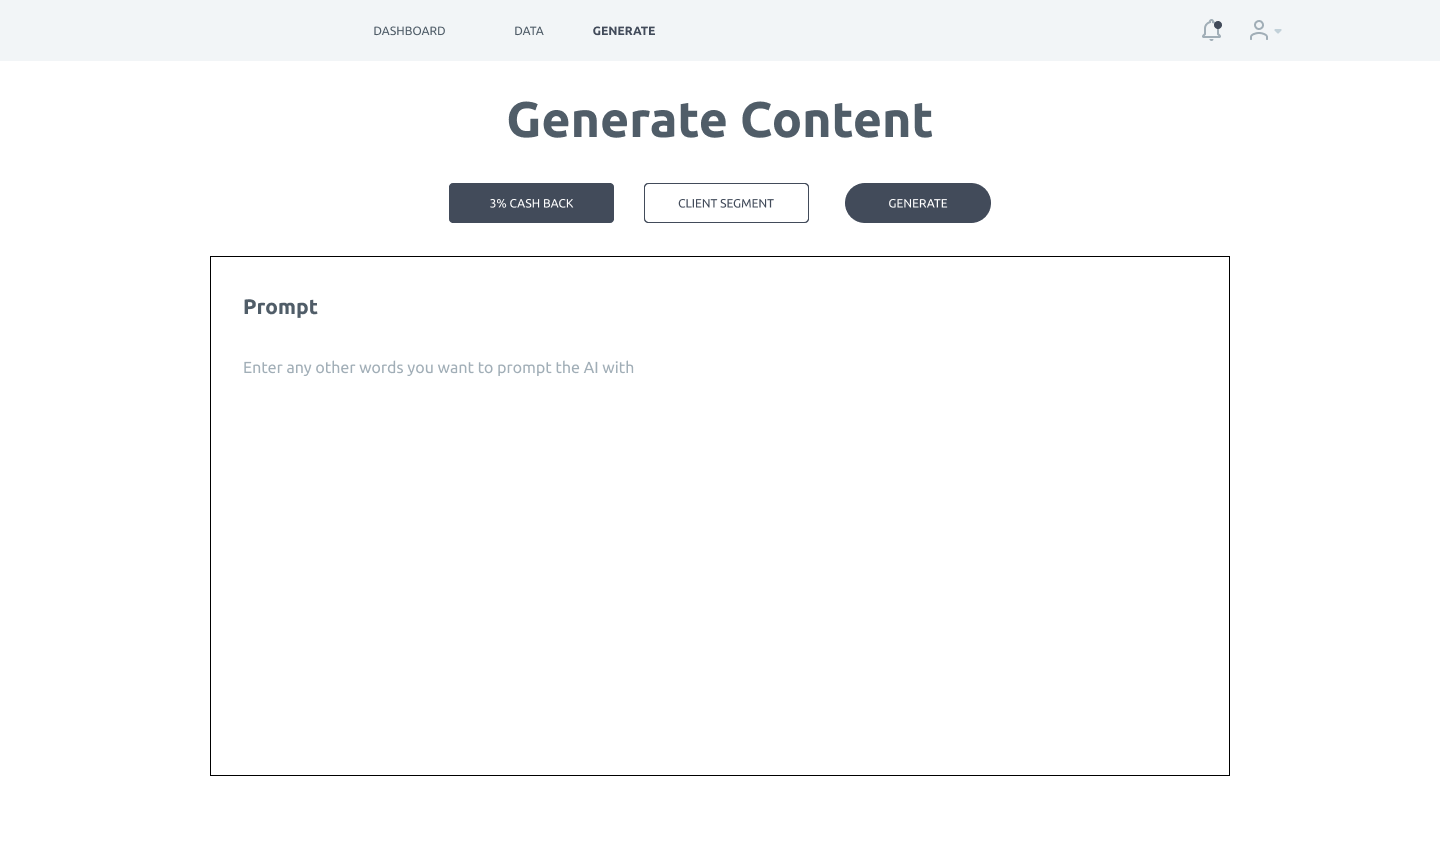 DASHBOARD DATA GENERATE
Generate Content
3% CASH BACK CLIENT SEGMENT GENERATE
Prompt
Enter any other words you want to prompt the AI with